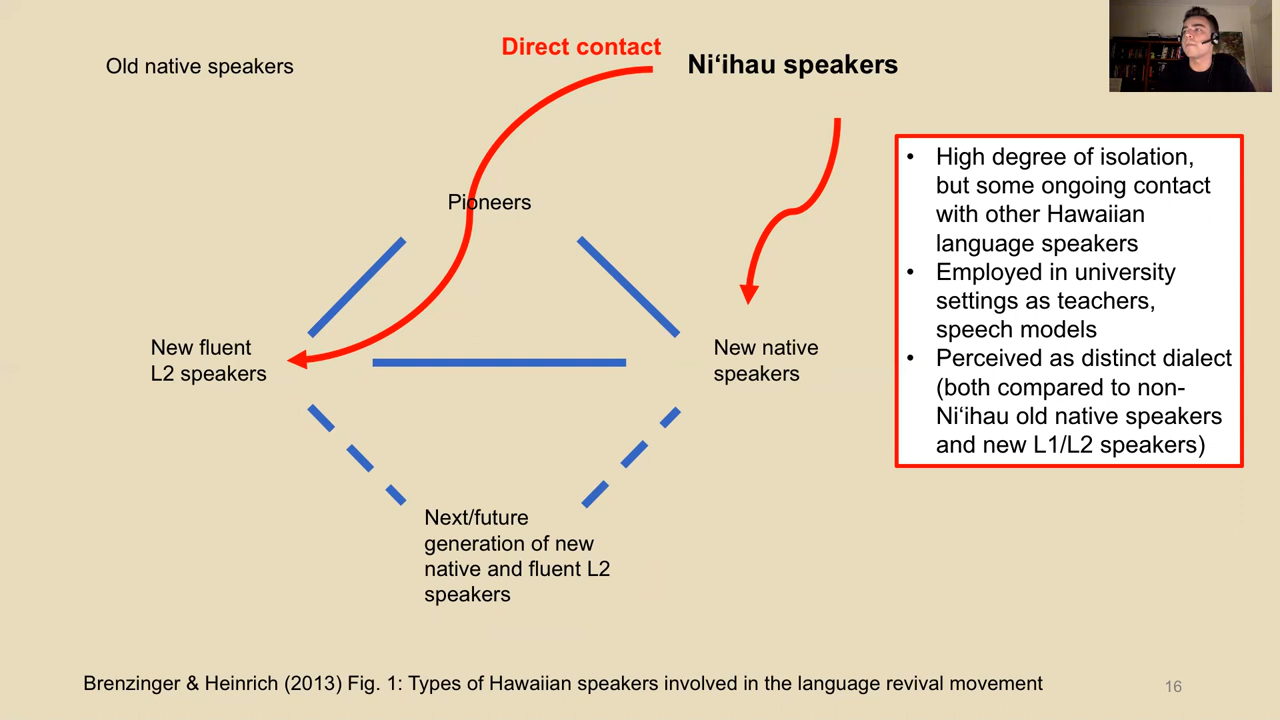 Direct contact
Old native speakers
Niʻihau speakers
Pioneers
New fluent
L2 speakers
New native
speakers
Next/future
generation of new
native and fluent L2
speakers
• High degree of isolation,
but some ongoing contact
with other Hawaiian
language speakers
• Employed in university
settings as teachers,
speech models
• Perceived as distinct dialect
(both compared to non-
Niʻihau old native speakers
and new L1/L2 speakers)
Brenzinger & Heinrich (2013) Fig. 1: Types of Hawaiian speakers involved in the language revival movement
16